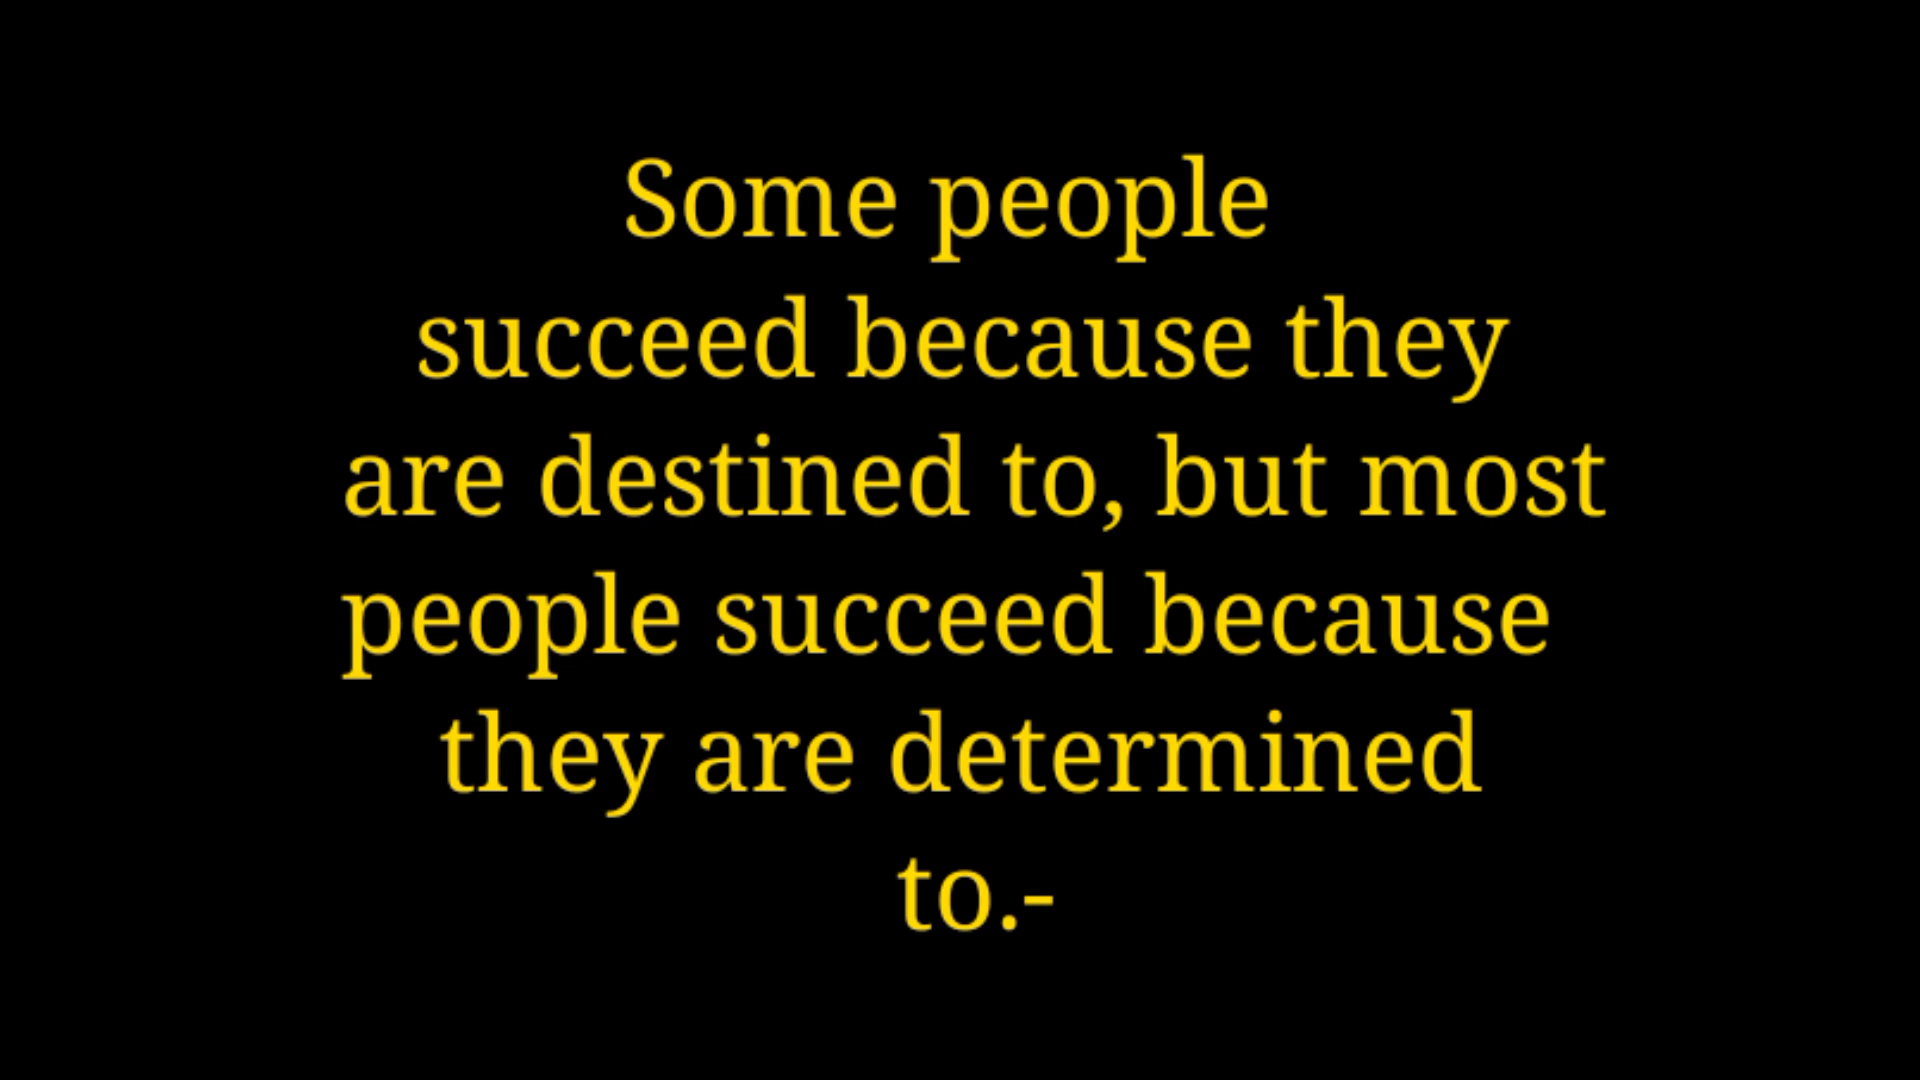 Some people
succeed because they
are destined to, but most
people succeed because
they are determined
to.-